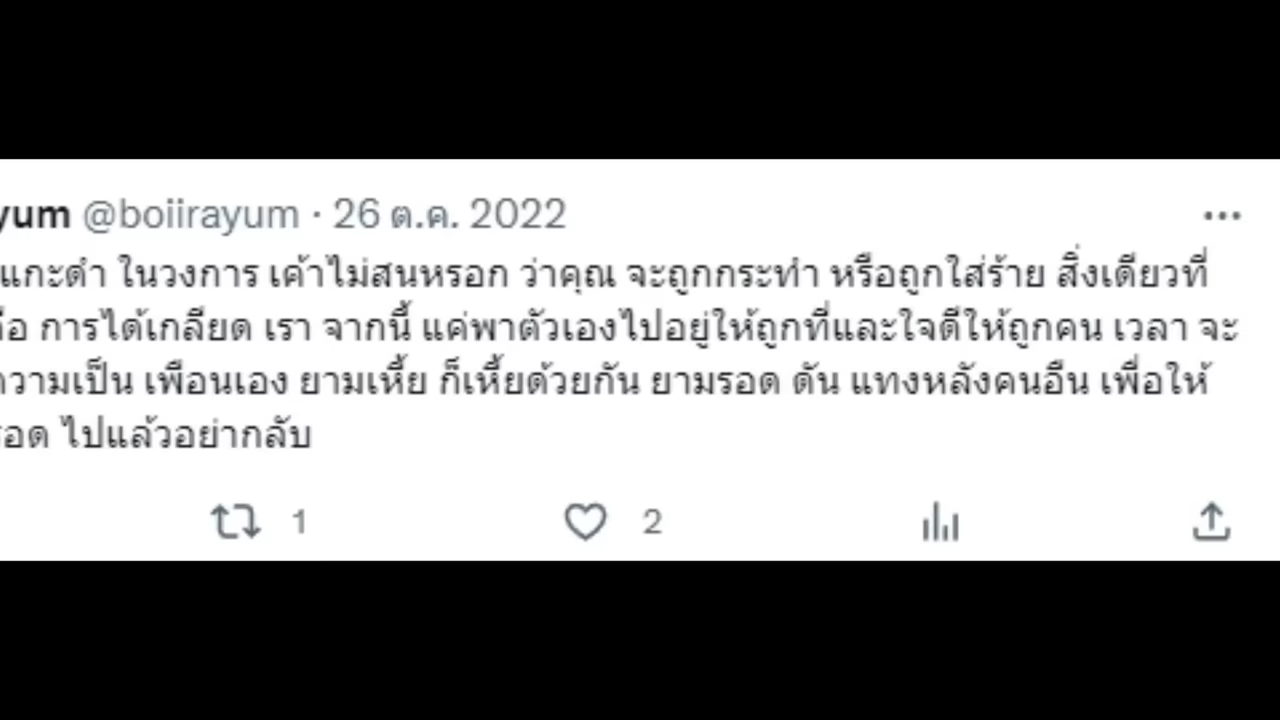 yum @boiirayum · 26 ต.ค. 2022
แกะดำ ในวงการ เค้าไม่สนหรอก ว่าคุณ จะถูกกระทำ หรือถูกใส่ร้าย สิ่งเดียวที่
การได้เกลียด เรา จากนี้ แค่พาตัวเองไปอยู่ให้ถูกที่และใจดีให้ถูกคน เวลา จะ
ความเป็น เพือนเอง ยามเหี้ย ก็เหี้ยด้วยกัน ยามรอด ดัน แทงหลังคนอืน เพื่อให้
รอด ไปแล้วอย่ากลับ
1 2